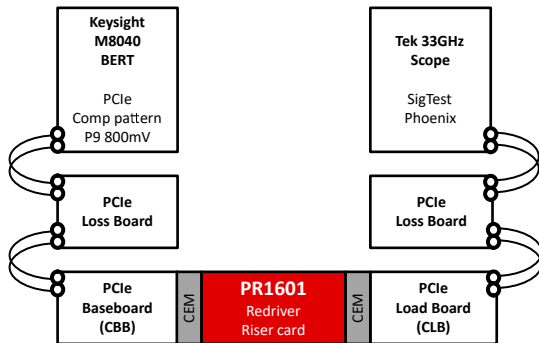 Keysight
M8040
BERT
PCIe
Comp pattern
P9 800mV
Tek 33GHz
Scope
SigTest
Phoenix
PCIe
Loss Board
PCIe
Loss Board
PCIe
Baseboard
(CBB)
CEM
PR1601
Redriver
Riser card
CEM
PCIe
Load Board
(CLB)